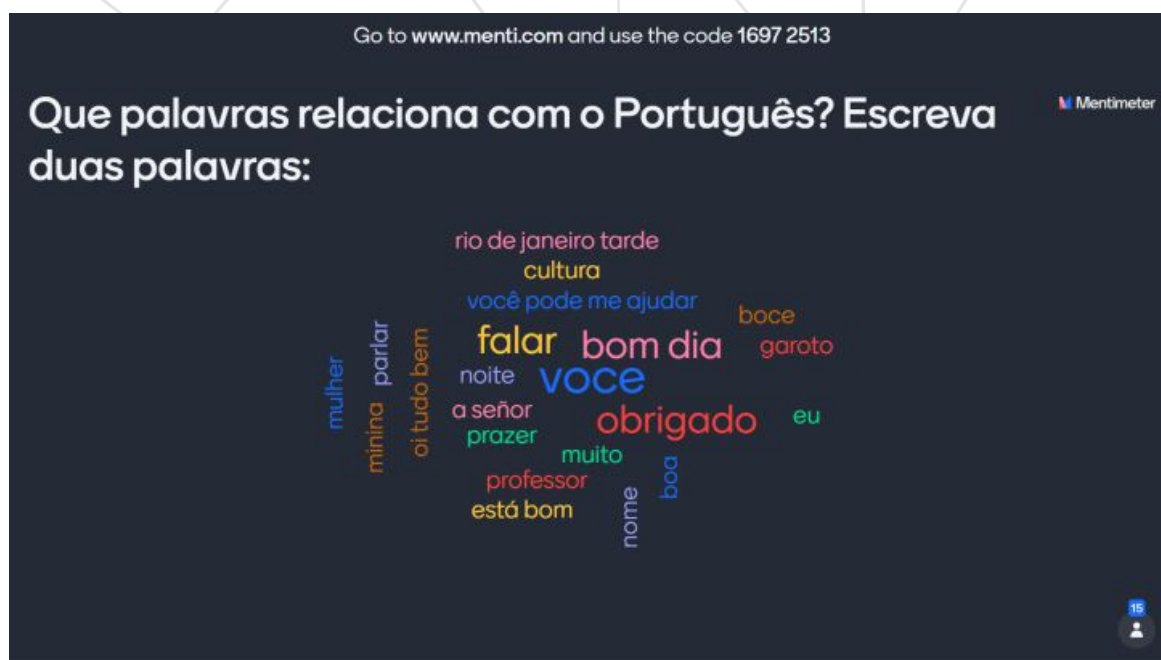 Go to www.menti.com and use the code 1697 2513
Mentimeter
Que palavras relaciona com o Português? Escreva
duas palavras:
rio de janeiro tarde
cultura
você pode me ajudar
boce
falar
bom dia
garoto
mulher
parlar
minina
oi tudo bem
noite
voce
a señor
obrigado
eu
prazer
muito
professor
boa
está bom
nome
15